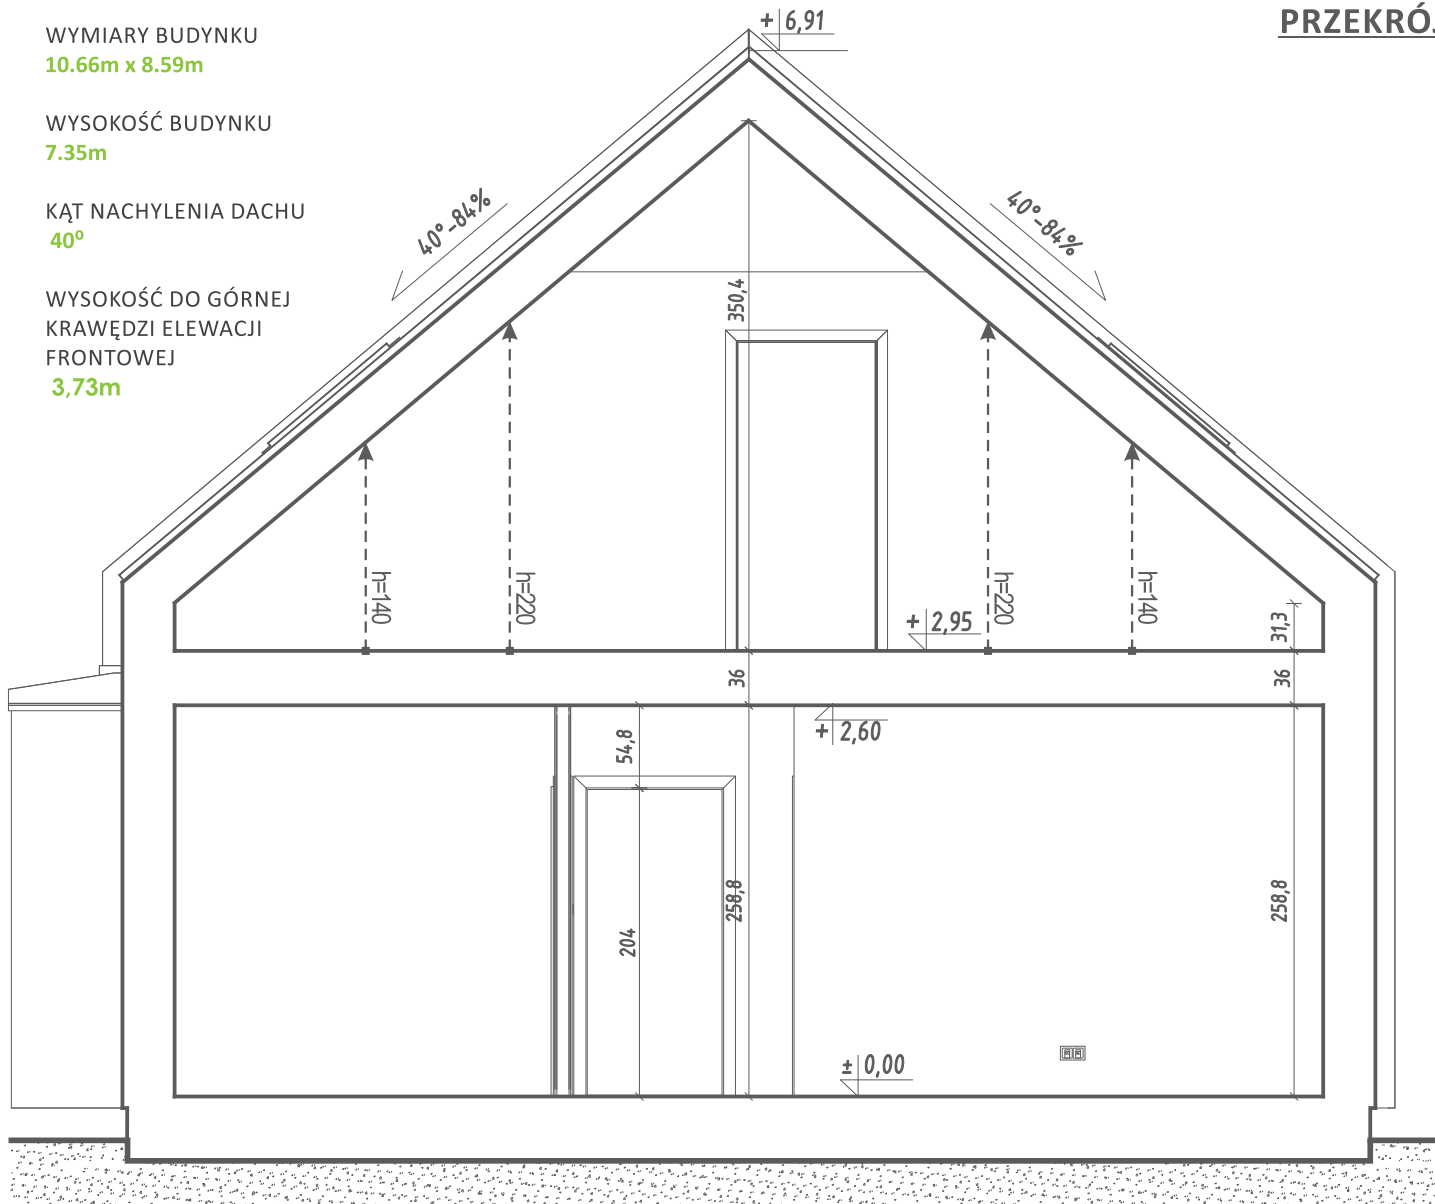 WYMIARY BUDYNKU
10.66m x 8.59m
WYSOKOŚĆ BUDYNKU
7.35m
KĄT NACHYLENIA DACHU
40°
WYSOKOŚĆ DO GÓRNEJ
KRAWĘDZI ELEWACJI
FRONTOWEJ
3,73m
PRZEKRÓJ
+ 6,91
40°-84%
40°-84%
350,4
h=140
h=220
h=220
h=140
+ 2,95
31,3
36
36
+ 2,60
54,8
204
258,8
258,8
± 0,00